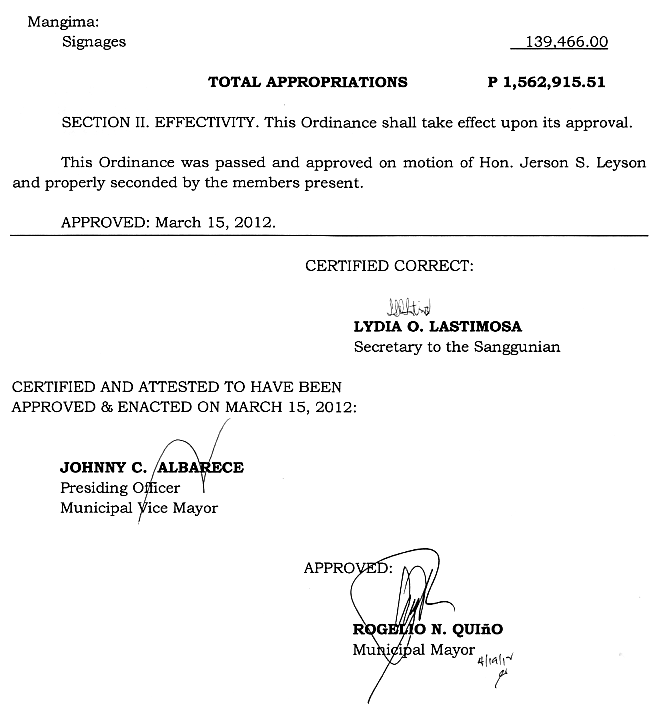 Mangima:
Signages 139,466.00
TOTAL APPROPRIATIONS P 1,562,915.51
SECTION II. EFFECTIVITY. This Ordinance shall take effect upon its approval.
This Ordinance was passed and approved on motion of Hon. Jerson S. Leyson
and properly seconded by the members present.
APPROVED: March 15, 2012.
CERTIFIED CORRECT:
LYDIA O. LASTIMOSA
Secretary to the Sanggunian
CERTIFIED AND ATTESTED TO HAVE BEEN
APPROVED & ENACTED ON MARCH 15, 2012:
JOHNNY C. ALBARECE
Presiding Officer
Municipal Vice Mayor
APPROVED:
ROGELIO N. QUIñO
Municipal Mayor
4/19/12